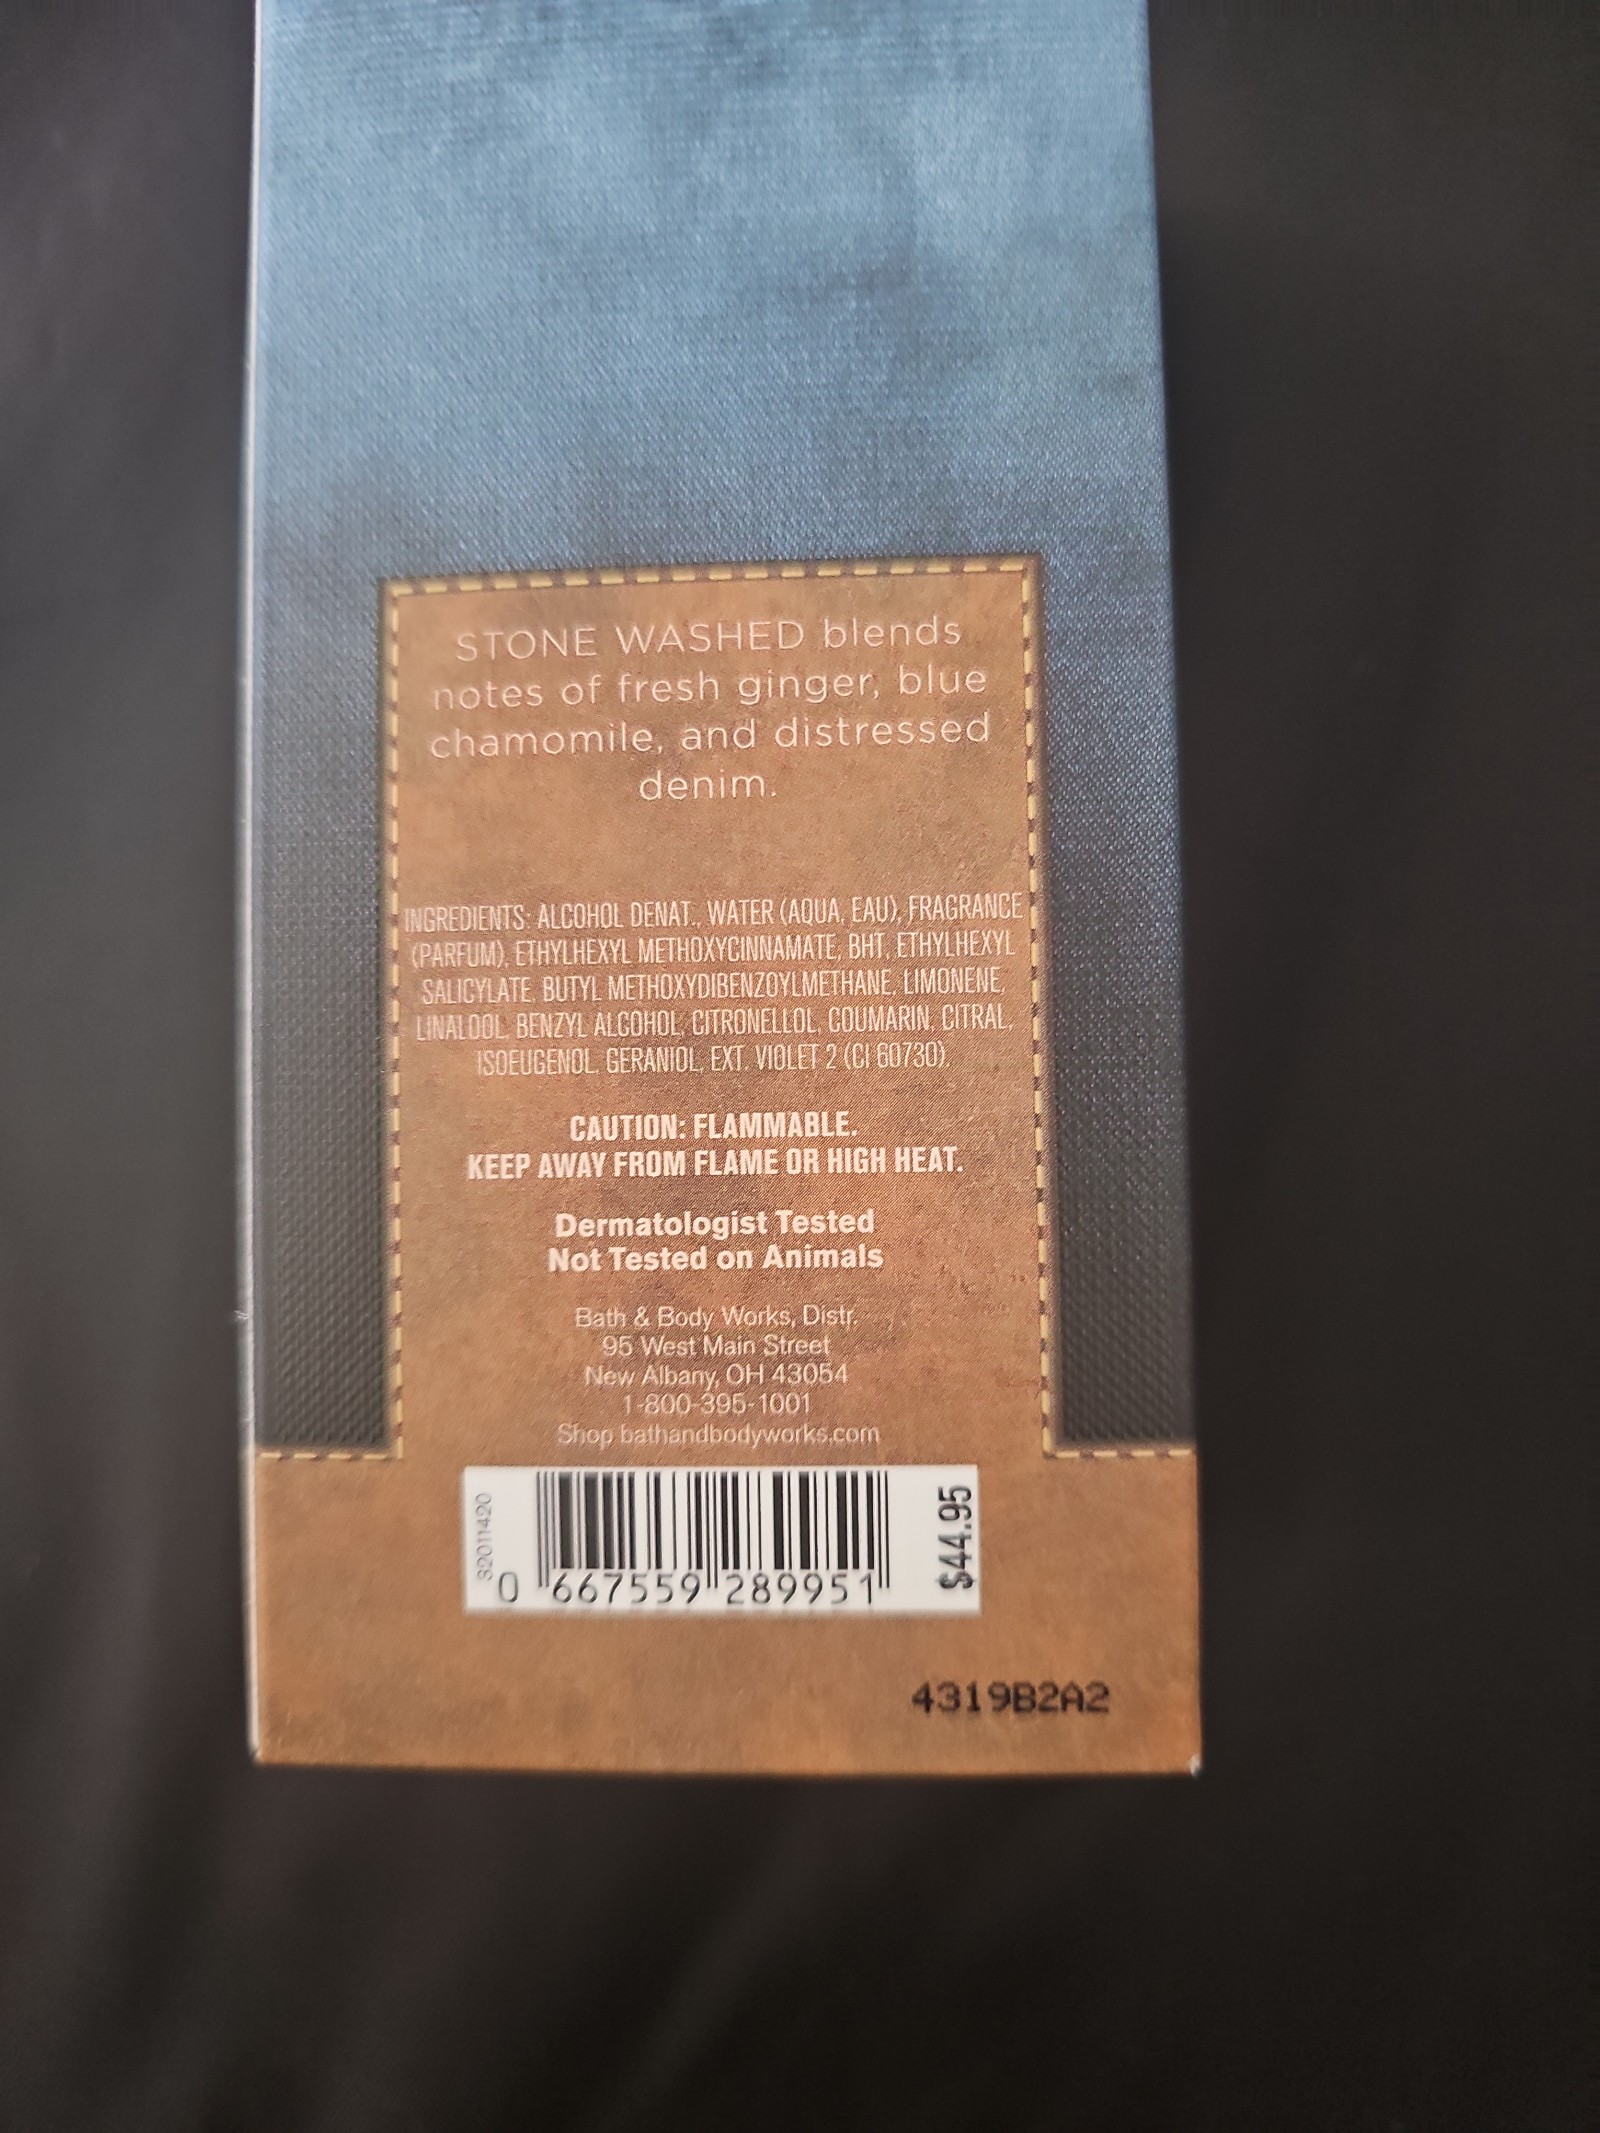 STONE WASHED blends
notes of fresh ginger, blue
chamomile, and distressed
denim.
INGREDIENTS: ALCOHOL DENAT., WATER (AQUA, EAU), FRAGRANCE
(PARFUM), ETHYLHEXYL METHOXYCINNAMATE, BHT, ETHYLHEXYL
SALICYLATE, BUTYL METHOXYDIBENZOYLMETHANE, LIMONENE,
LINALOOL, BENZYL ALCOHOL, CITRONELLOL, COUMARIN, CITRAL,
ISOEUGENOL, GERANIOL, EXT. VIOLET 2 (CI 60730).
CAUTION: FLAMMABLE.
KEEP AWAY FROM FLAME OR HIGH HEAT.
Dermatologist Tested
Not Tested on Animals
Bath & Body Works, Distr.
95 West Main Street
New Albany, OH 43054
1-800-395-1001
Shop bathandbodyworks.com
32011420
0 667559 289951
$44.95
4319B2A2